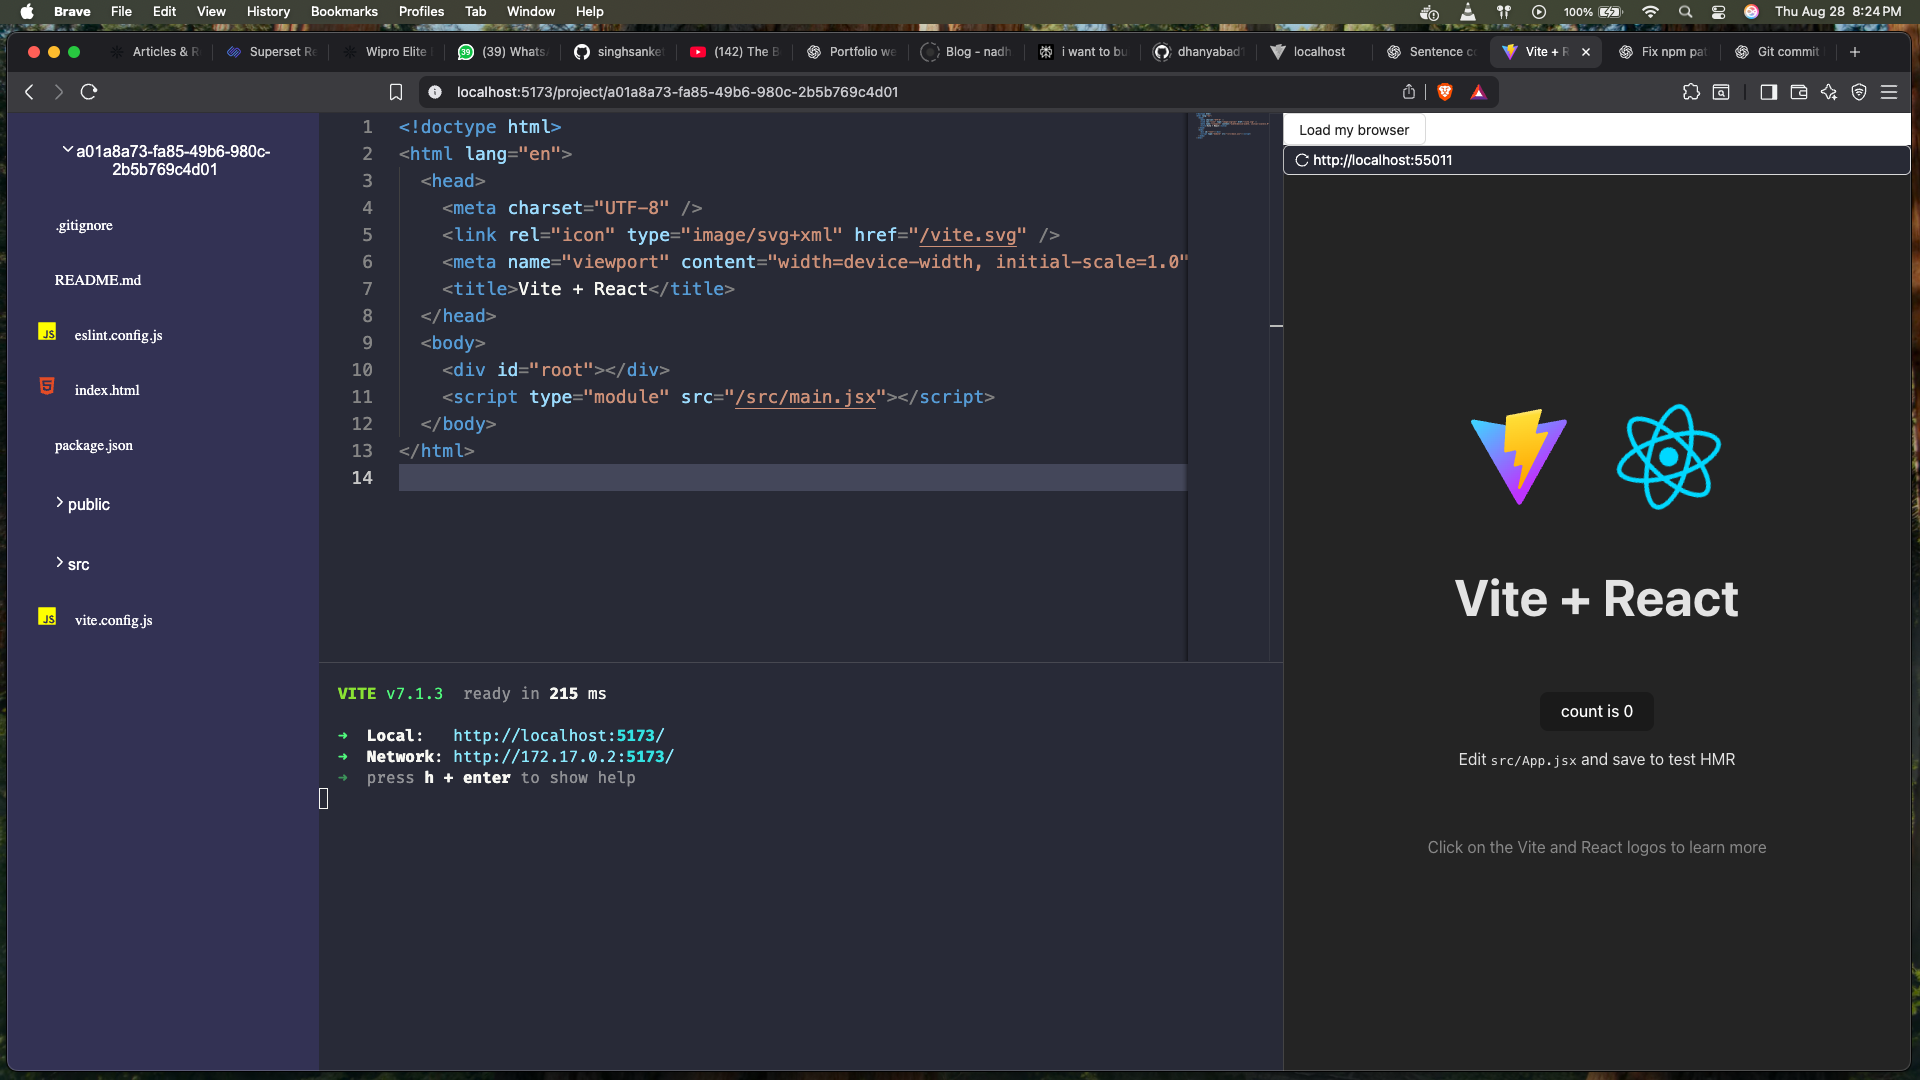 Brave File Edit View History Bookmarks Profiles Tab Window Help
100%
Thu Aug 28 8:24 PM
Articles & R
Superset Re
Wipro Elite
(39) Whats
singhsanket
(142) The B
Portfolio we
Blog - nadh
i want to bu
dhanyabad
localhost
Sentence co
Vite + R
Fix npm pat
Git commit
localhost:5173/project/a01a8a73-fa85-49b6-980c-2b5b769c4d01
a01a8a73-fa85-49b6-980c-
2b5b769c4d01
.gitignore
README.md
JS eslint.config.js
5 index.html
package.json
public
src
JS vite.config.js
1 <!doctype html>
2 <html lang="en">
3 <head>
4 <meta charset="UTF-8" />
5 <link rel="icon" type="image/svg+xml" href="/vite.svg" />
6 <meta name="viewport" content="width=device-width, initial-scale=1.0"
7 <title>Vite + React</title>
8 </head>
9 <body>
10 <div id="root"></div>
11 <script type="module" src="/src/main.jsx"></script>
12 </body>
13 </html>
14
VITE v7.1.3 ready in 215 ms
➜ Local: http://localhost:5173/
➜ Network: http://172.17.0.2:5173/
➜ press h + enter to show help
Load my browser
http://localhost:55011
Vite + React
count is 0
Edit src/App.jsx and save to test HMR
Click on the Vite and React logos to learn more